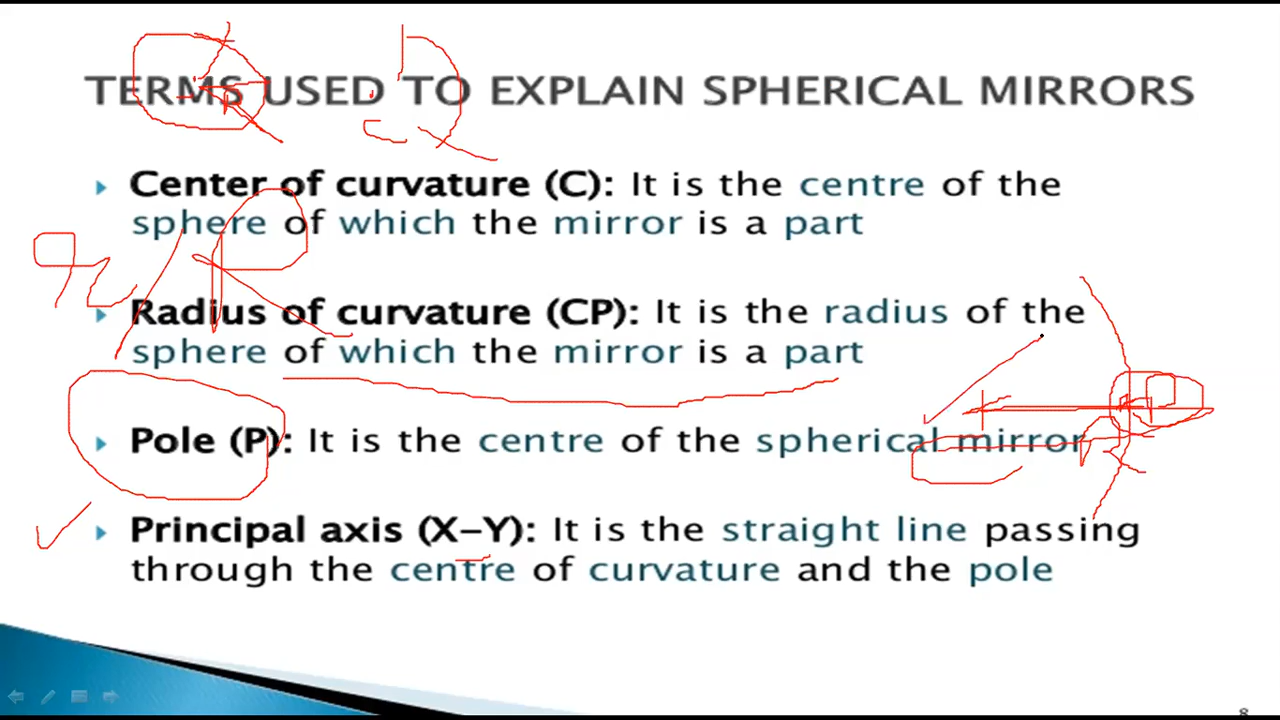 TERMS USED TO EXPLAIN SPHERICAL MIRRORS
Center of curvature (C): It is the centre of the
sphere of which the mirror is a part
r/R
Radius of curvature (CP): It is the radius of the
sphere of which the mirror is a part
Pole (P): It is the centre of the spherical mirror
Principal axis (X-Y): It is the straight line passing
through the centre of curvature and the pole
8